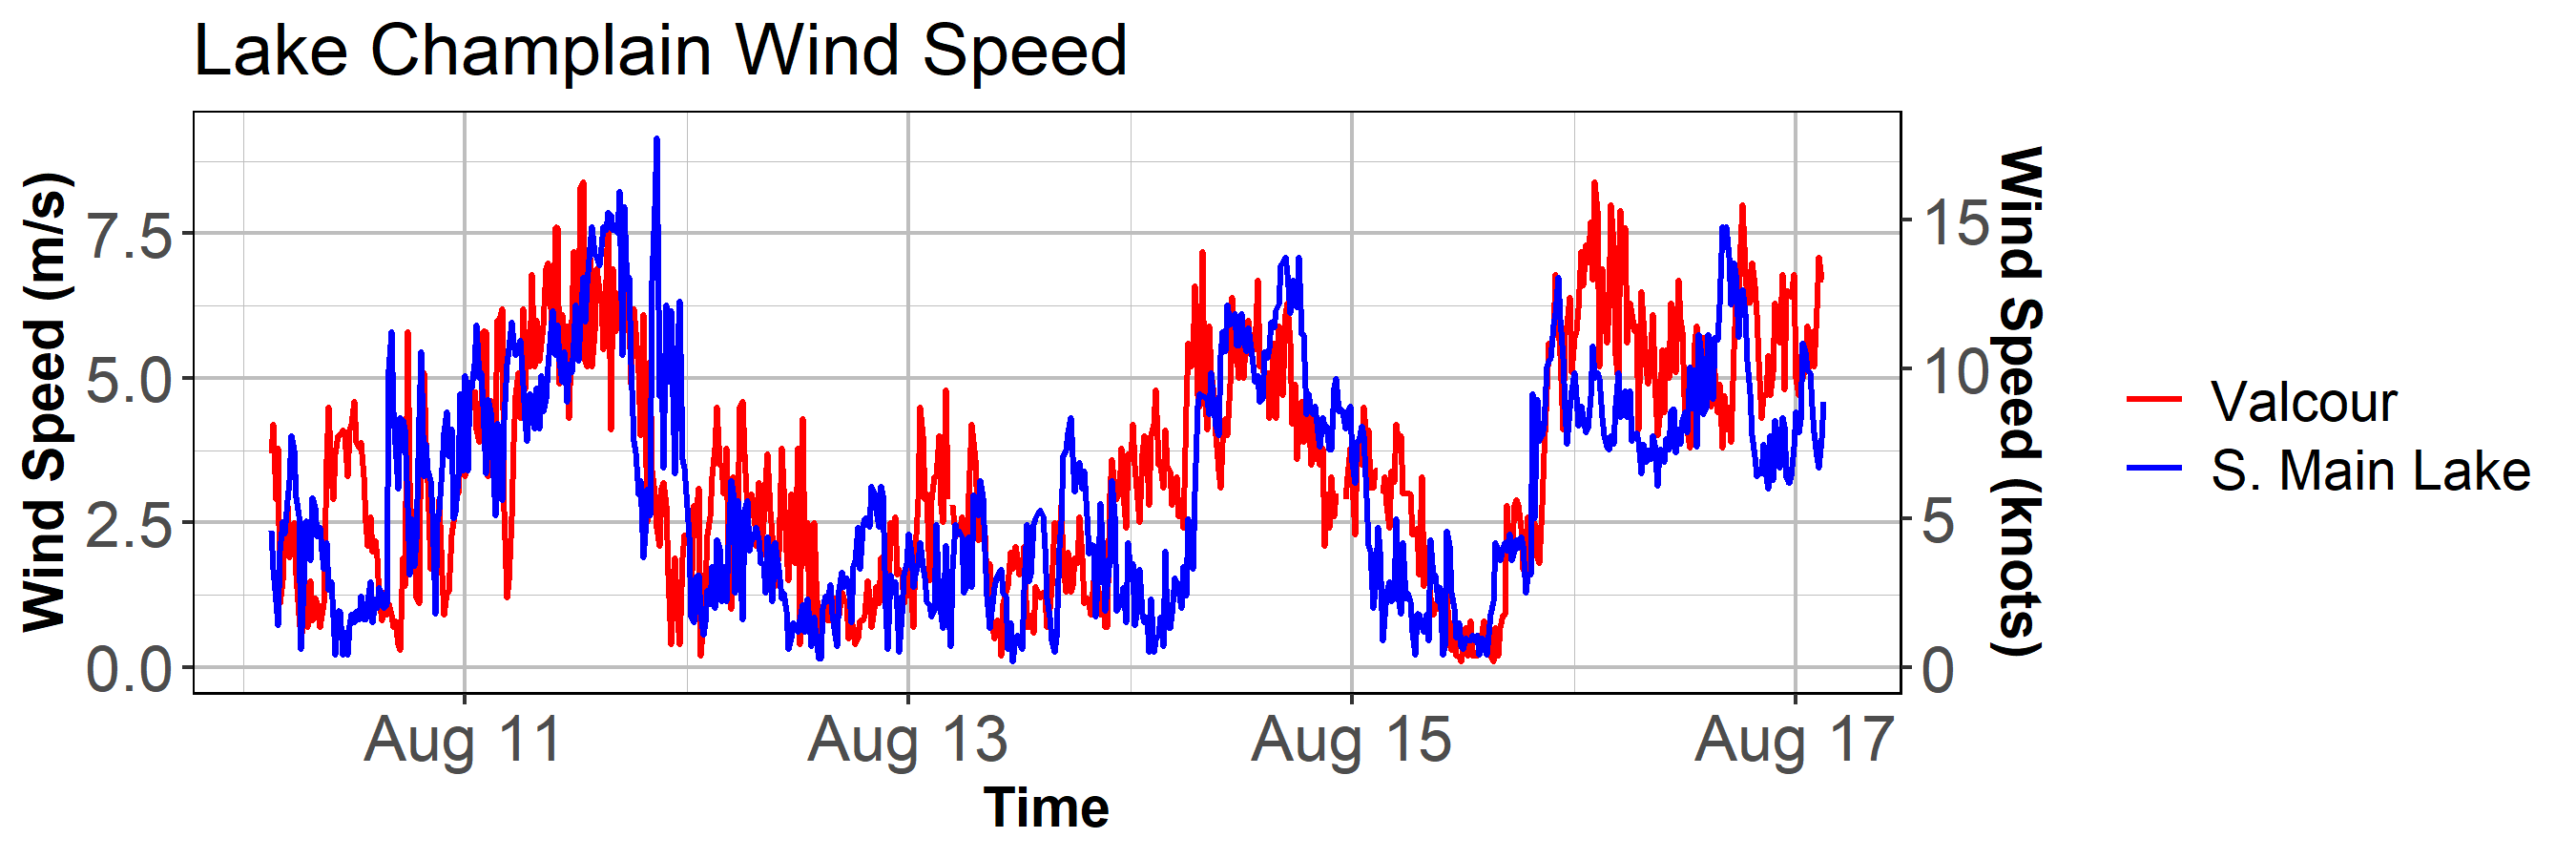 Lake Champlain Wind Speed
Wind Speed (m/s)
7.5
5.0
2.5
0.0
15
10
5
0
Wind Speed (knots)
Aug 11
Aug 13
Aug 15
Aug 17
Time
Valcour
S. Main Lake